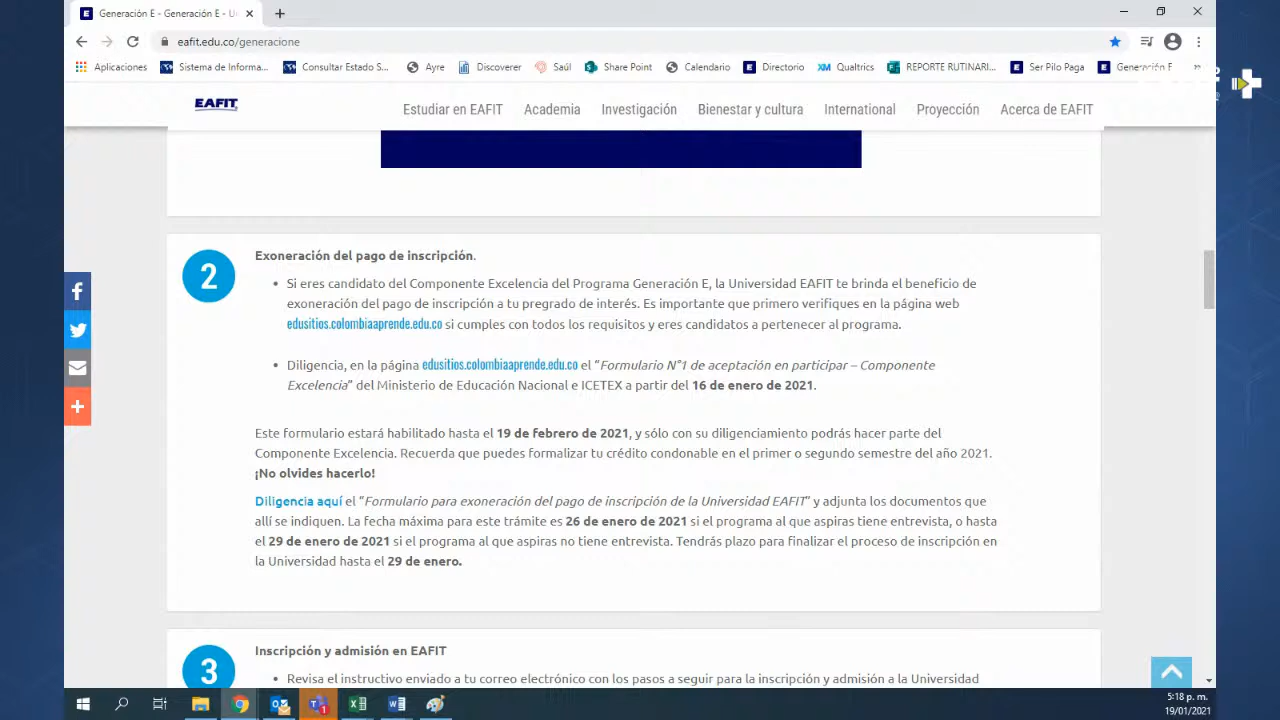 Generación E - Generación E - U
eafit.edu.co/generacione
Aplicaciones Sistema de Informa... Consultar Estado S... Ayre Discoverer Saúl Share Point Calendario Directorio Qualtrics REPORTE RUTINARI... Ser Pilo Paga Generación E
EAFIT Estudiar en EAFIT Academia Investigación Bienestar y cultura International Proyección Acerca de EAFIT
2 Exoneración del pago de inscripción.
• Si eres candidato del Componente Excelencia del Programa Generación E, la Universidad EAFIT te brinda el beneficio de
exoneración del pago de inscripción a tu pregrado de interés. Es importante que primero verifiques en la página web
edusitios.colombiaaprende.edu.co si cumples con todos los requisitos y eres candidatos a pertenecer al programa.
• Diligencia, en la página edusitios.colombiaaprende.edu.co el “Formulario N°1 de aceptación en participar – Componente
Excelencia” del Ministerio de Educación Nacional e ICETEX a partir del 16 de enero de 2021.
Este formulario estará habilitado hasta el 19 de febrero de 2021, y sólo con su diligenciamiento podrás hacer parte del
Componente Excelencia. Recuerda que puedes formalizar tu crédito condonable en el primer o segundo semestre del año 2021.
¡No olvides hacerlo!
Diligencia aquí el “Formulario para exoneración del pago de inscripción de la Universidad EAFIT” y adjunta los documentos que
allí se indiquen. La fecha máxima para este trámite es 26 de enero de 2021 si el programa al que aspiras tiene entrevista, o hasta
el 29 de enero de 2021 si el programa al que aspiras no tiene entrevista. Tendrás plazo para finalizar el proceso de inscripción en
la Universidad hasta el 29 de enero.
3 Inscripción y admisión en EAFIT
• Revisa el instructivo enviado a tu correo electrónico con los pasos a seguir para la inscripción y admisión a la Universidad
5:18 p. m.
19/01/2021